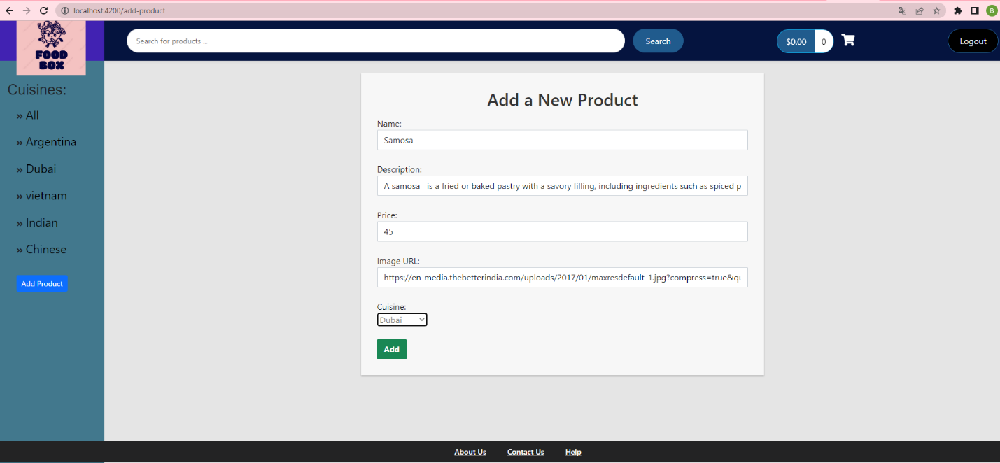 localhost:4200/add-product
B
FOOD
BOX
Search for products ...
Search
$0.00
0
Logout
Cuisines:
» All
» Argentina
» Dubai
» vietnam
» Indian
» Chinese
Add Product
Add a New Product
Name:
Samosa
Description:
A samosa   is a fried or baked pastry with a savory filling, including ingredients such as spiced p
Price:
45
Image URL:
https://en-media.thebetterindia.com/uploads/2017/01/maxresdefault-1.jpg?compress=true&qu
Cuisine:
Dubai
Add
About Us
Contact Us
Help